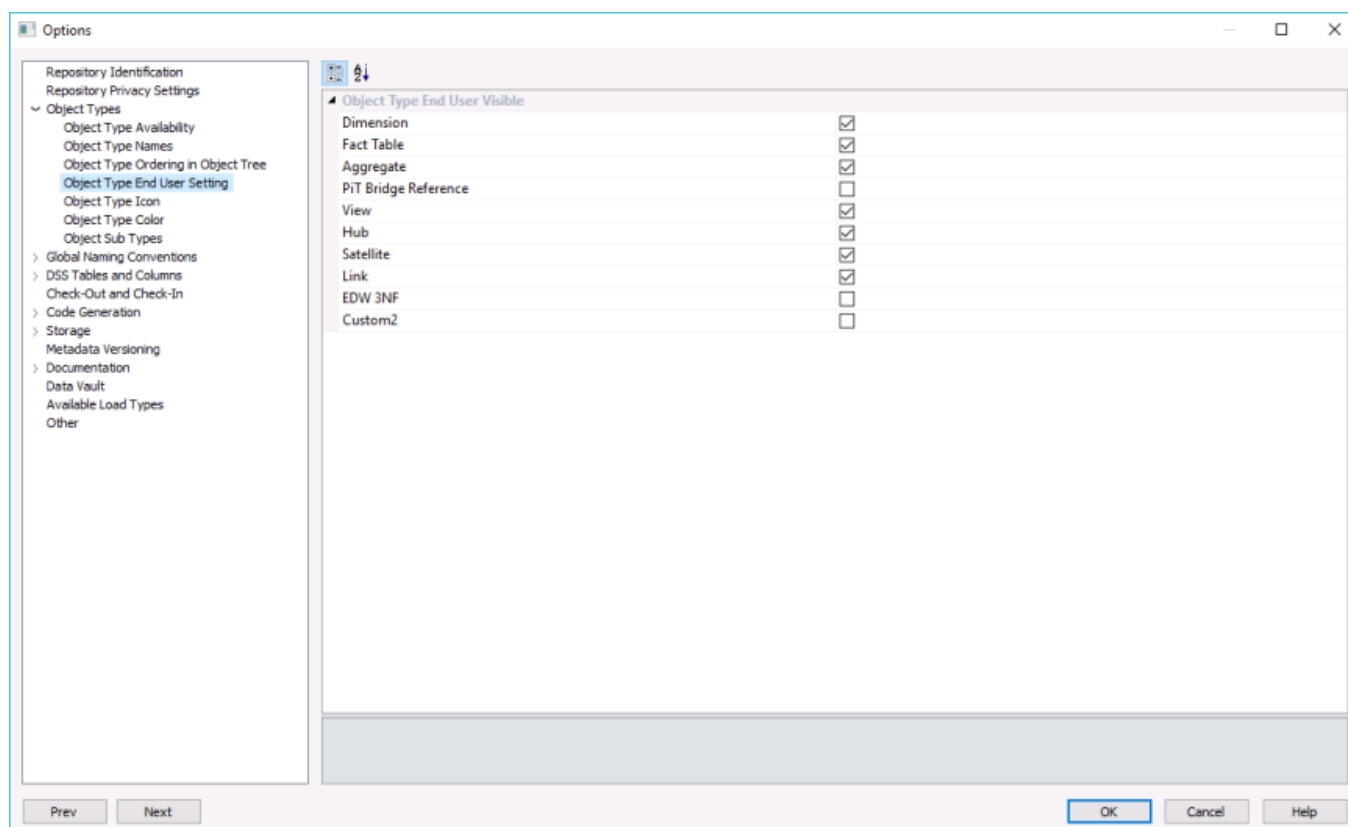 Options
Repository Identification
Repository Privacy Settings
Object Types
Object Type Availability
Object Type Names
Object Type Ordering in Object Tree
Object Type End User Setting
Object Type Icon
Object Type Color
Object Sub Types
Global Naming Conventions
DSS Tables and Columns
Check-Out and Check-In
Code Generation
Storage
Metadata Versioning
Documentation
Data Vault
Available Load Types
Other
Object Type End User Visible
Dimension
Fact Table
Aggregate
PiT Bridge Reference
View
Hub
Satellite
Link
EDW 3NF
Custom2
Prev Next OK Cancel Help